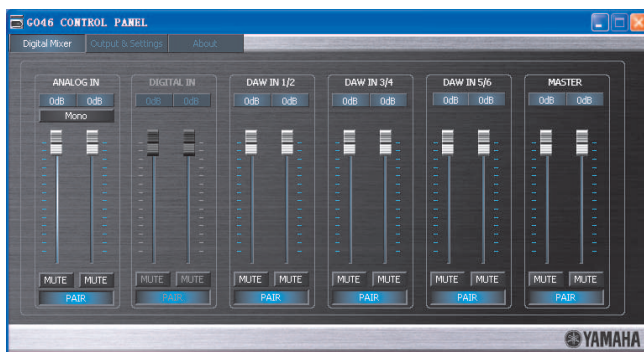 GO46 CONTROL PANEL
Digital Mixer Output & Settings About
ANALOG IN DIGITAL IN DAW IN 1/2 DAW IN 3/4 DAW IN 5/6 MASTER
0dB 0dB 0dB 0dB 0dB 0dB 0dB 0dB 0dB 0dB 0dB 0dB
Mono
MUTE MUTE MUTE MUTE MUTE MUTE MUTE MUTE MUTE MUTE MUTE MUTE
PAIR PAIR PAIR PAIR PAIR PAIR
YAMAHA